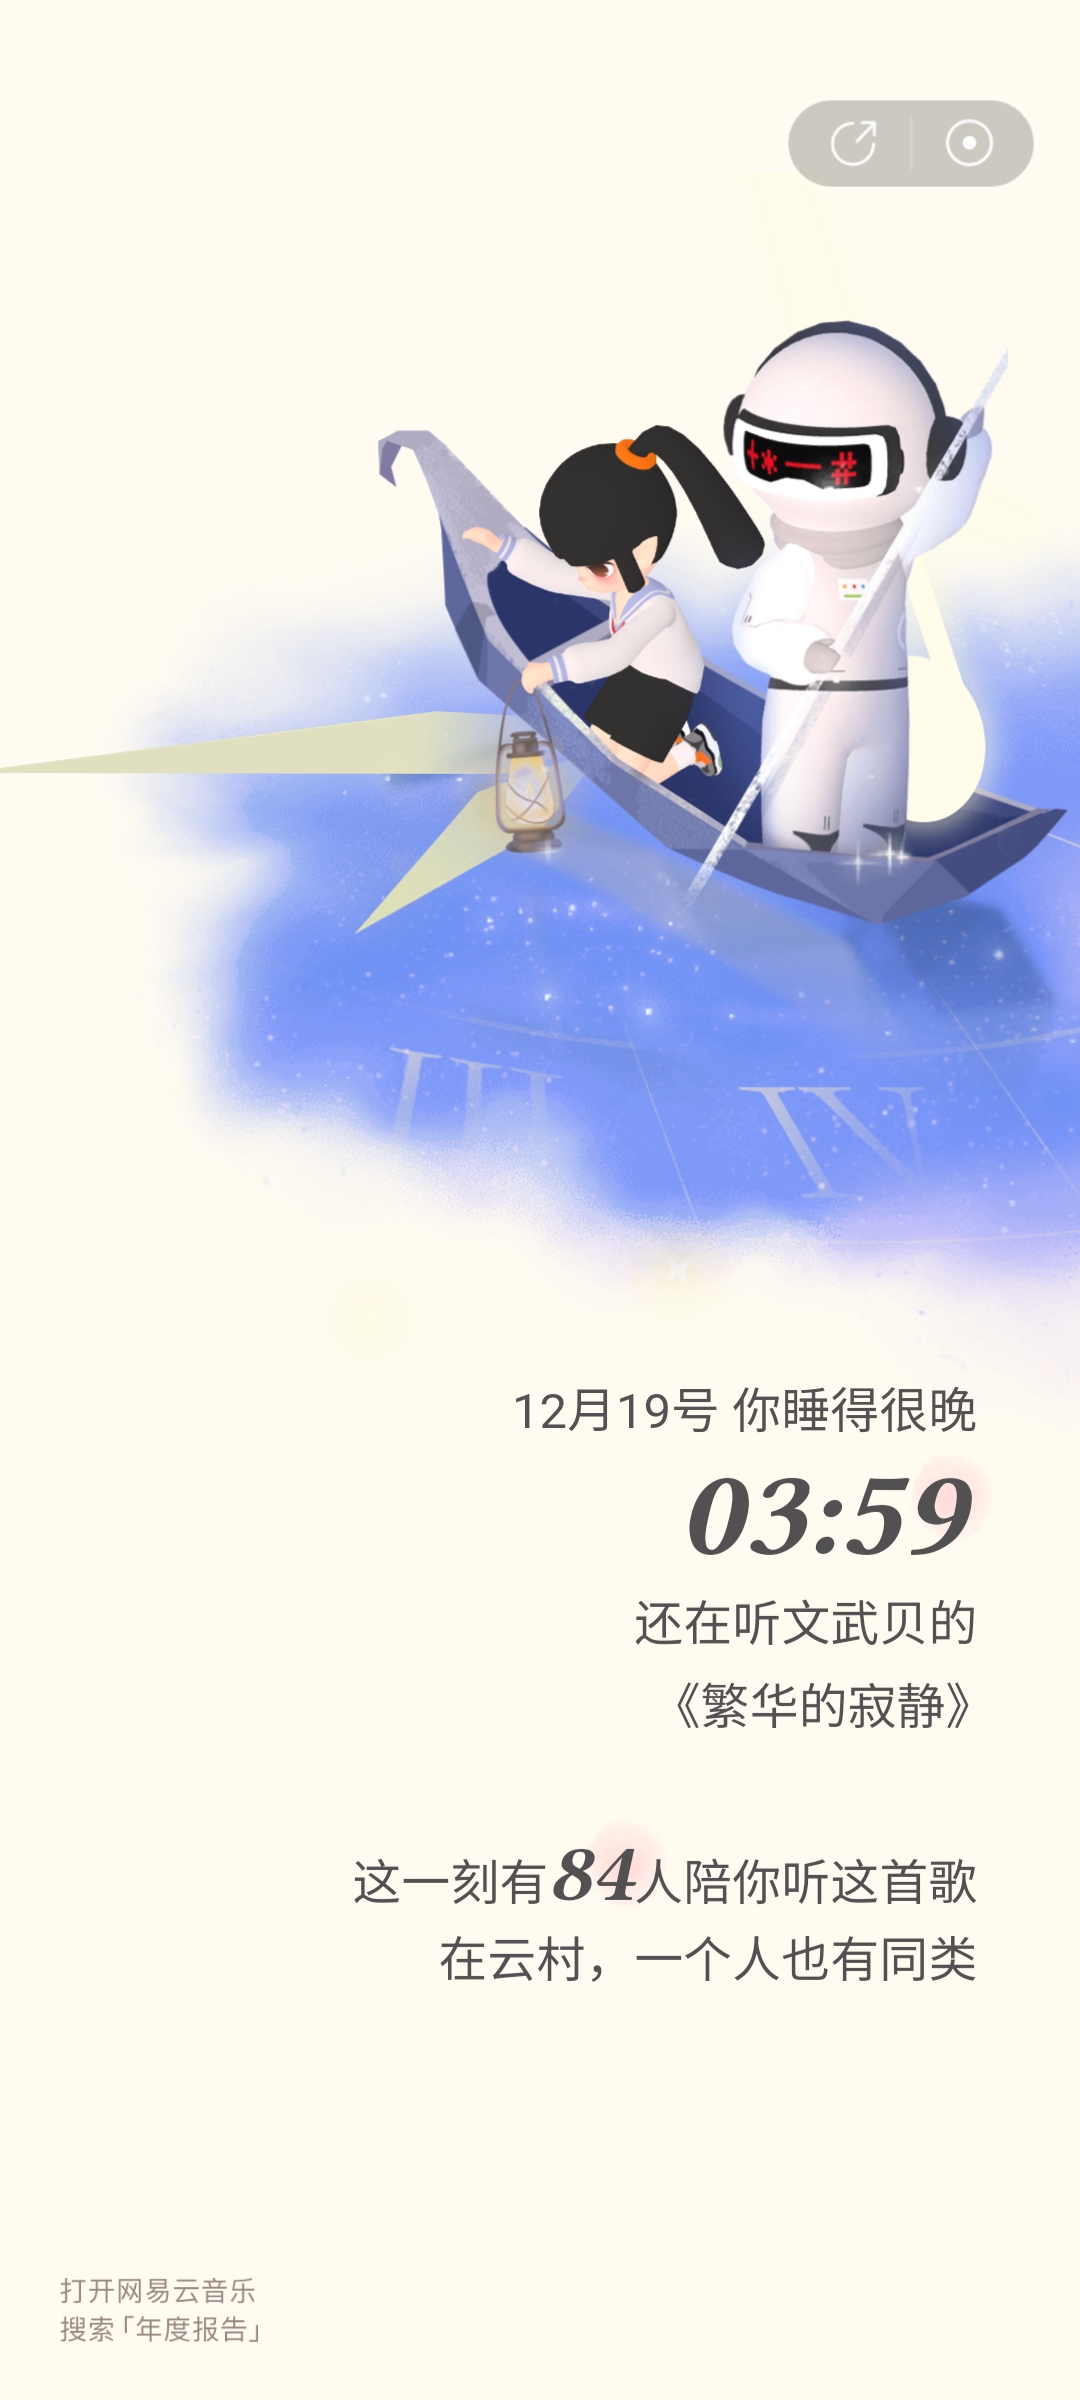 III
IV
12月19号 你睡得很晚
03:59
还在听文武贝的
《繁华的寂静》
这一刻有84人陪你听这首歌
在云村，一个人也有同类
打开网易云音乐
搜索「年度报告」